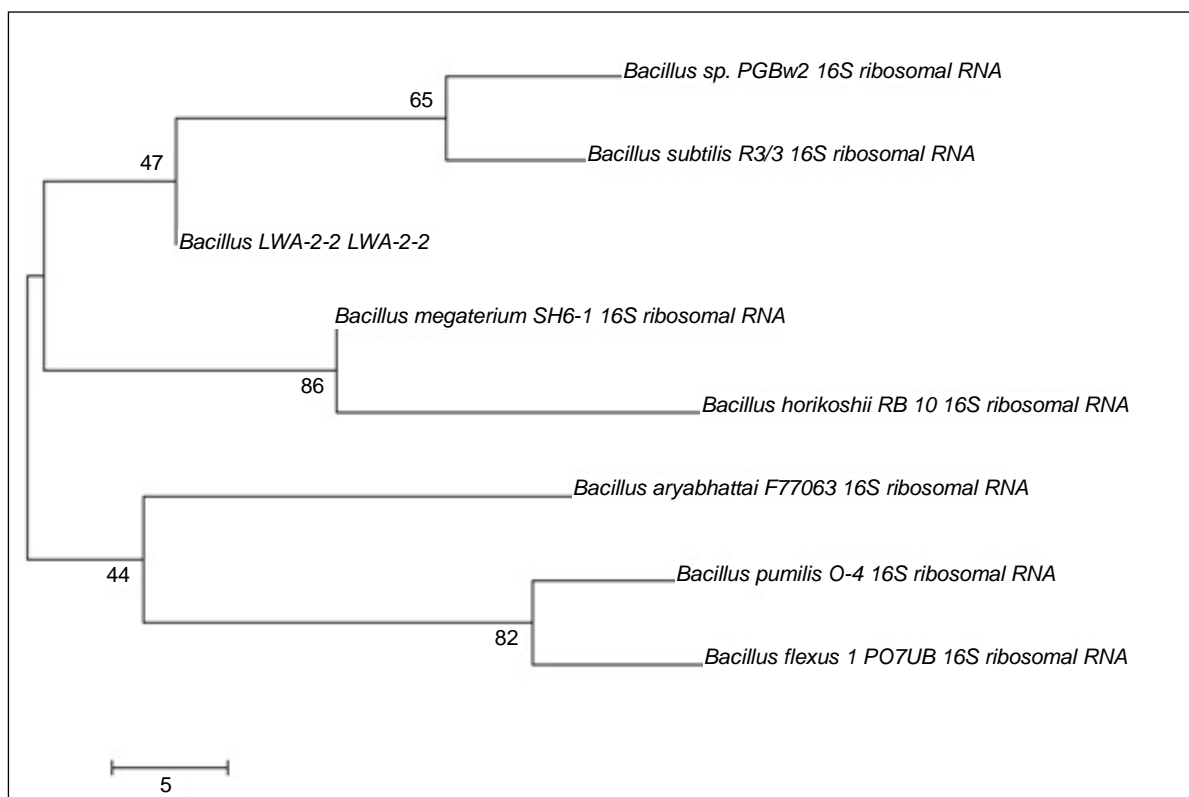 Bacillus sp. PGBw2 16S ribosomal RNA
65
Bacillus subtilis R3/3 16S ribosomal RNA
47
Bacillus LWA-2-2 LWA-2-2
Bacillus megaterium SH6-1 16S ribosomal RNA
86
Bacillus horikoshii RB 10 16S ribosomal RNA
Bacillus aryabhattai F77063 16S ribosomal RNA
44
Bacillus pumilis O-4 16S ribosomal RNA
82
Bacillus flexus 1 PO7UB 16S ribosomal RNA
5